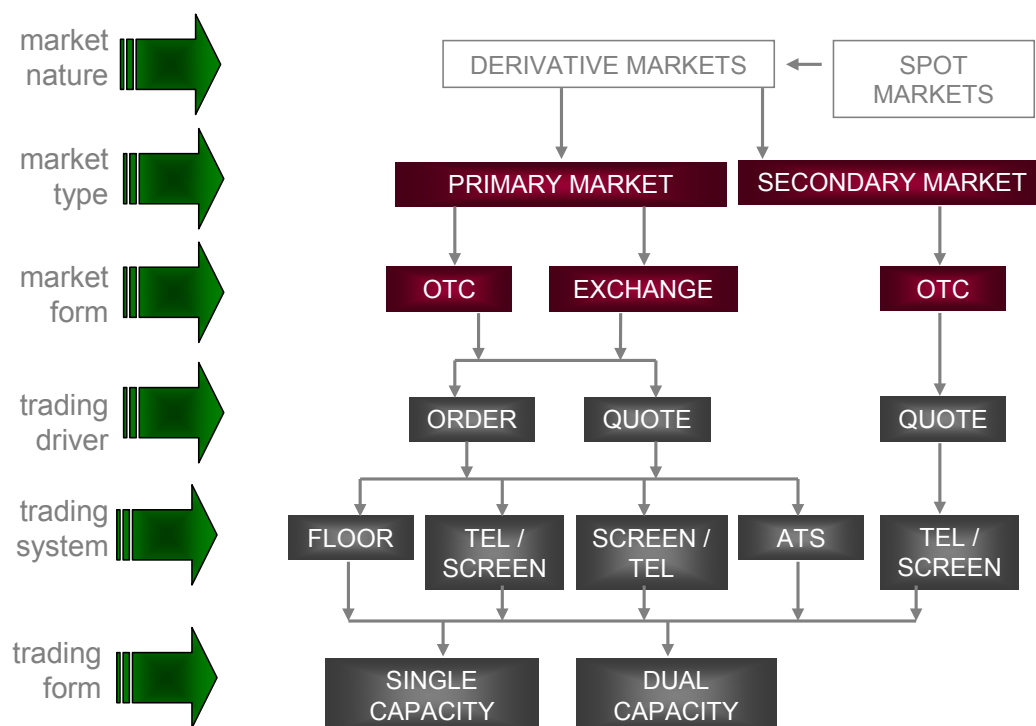 market
nature
DERIVATIVE MARKETS
SPOT
MARKETS
market
type
PRIMARY MARKET
SECONDARY MARKET
market
form
OTC
EXCHANGE
OTC
trading
driver
ORDER
QUOTE
QUOTE
trading
system
FLOOR
TEL /
SCREEN
SCREEN /
TEL
ATS
TEL /
SCREEN
trading
form
SINGLE
CAPACITY
DUAL
CAPACITY